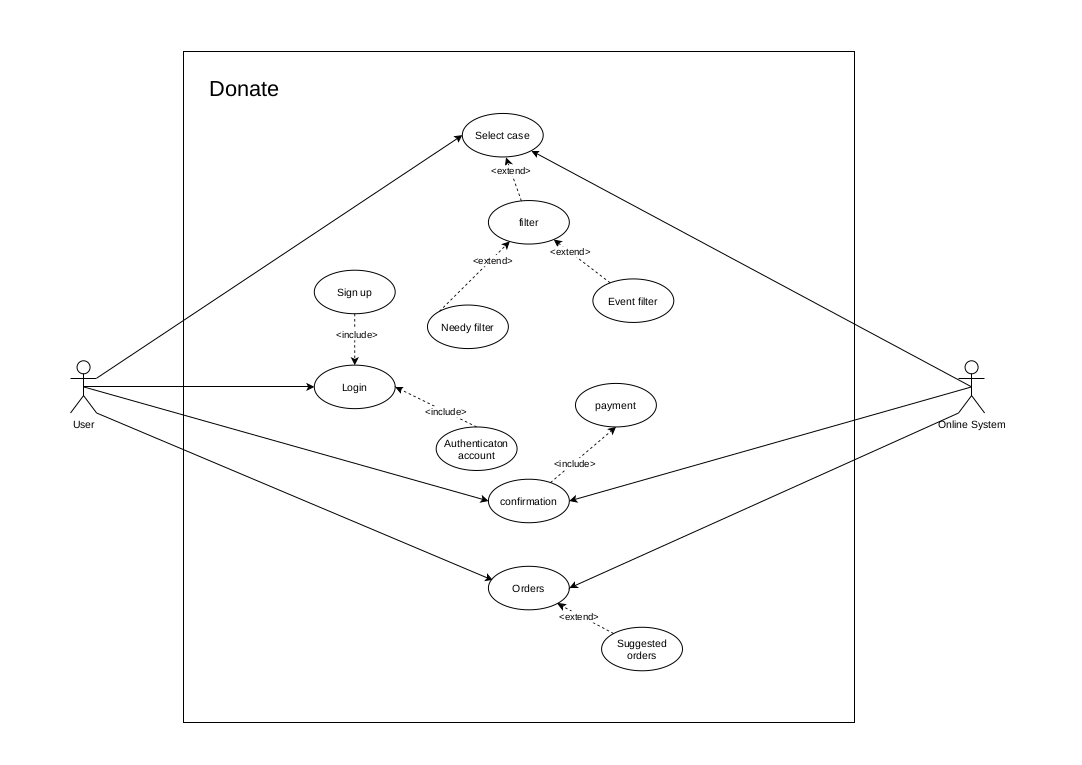 Donate
Select case
<extend>
filter
<extend>
<extend>
Sign up
Event filter
Needy filter
<include>
Login
payment
<include>
User
Online System
Authenticaton
account
<include>
confirmation
Orders
<extend>
Suggested
orders